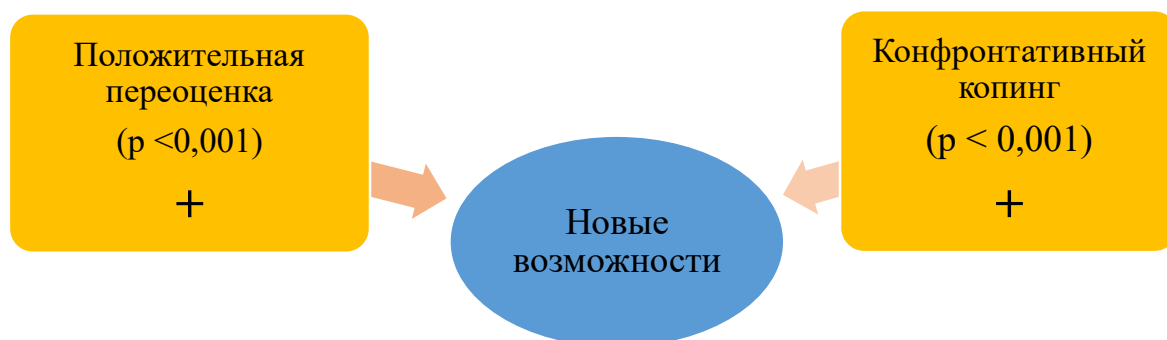 Положительная
переоценка
(p <0,001)
+
Конфронтативный
копинг
(p < 0,001)
+
Новые
возможности